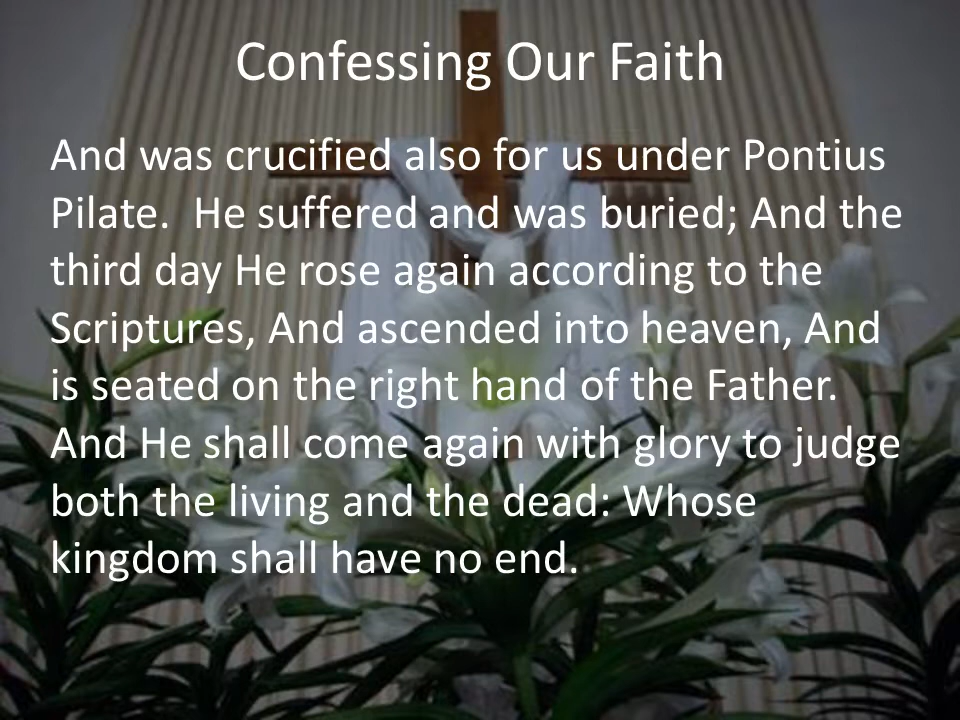 Confessing Our Faith
And was crucified also for us under Pontius
Pilate.  He suffered and was buried; And the
third day He rose again according to the
Scriptures, And ascended into heaven, And
is seated on the right hand of the Father.
And He shall come again with glory to judge
both the living and the dead: Whose
kingdom shall have no end.